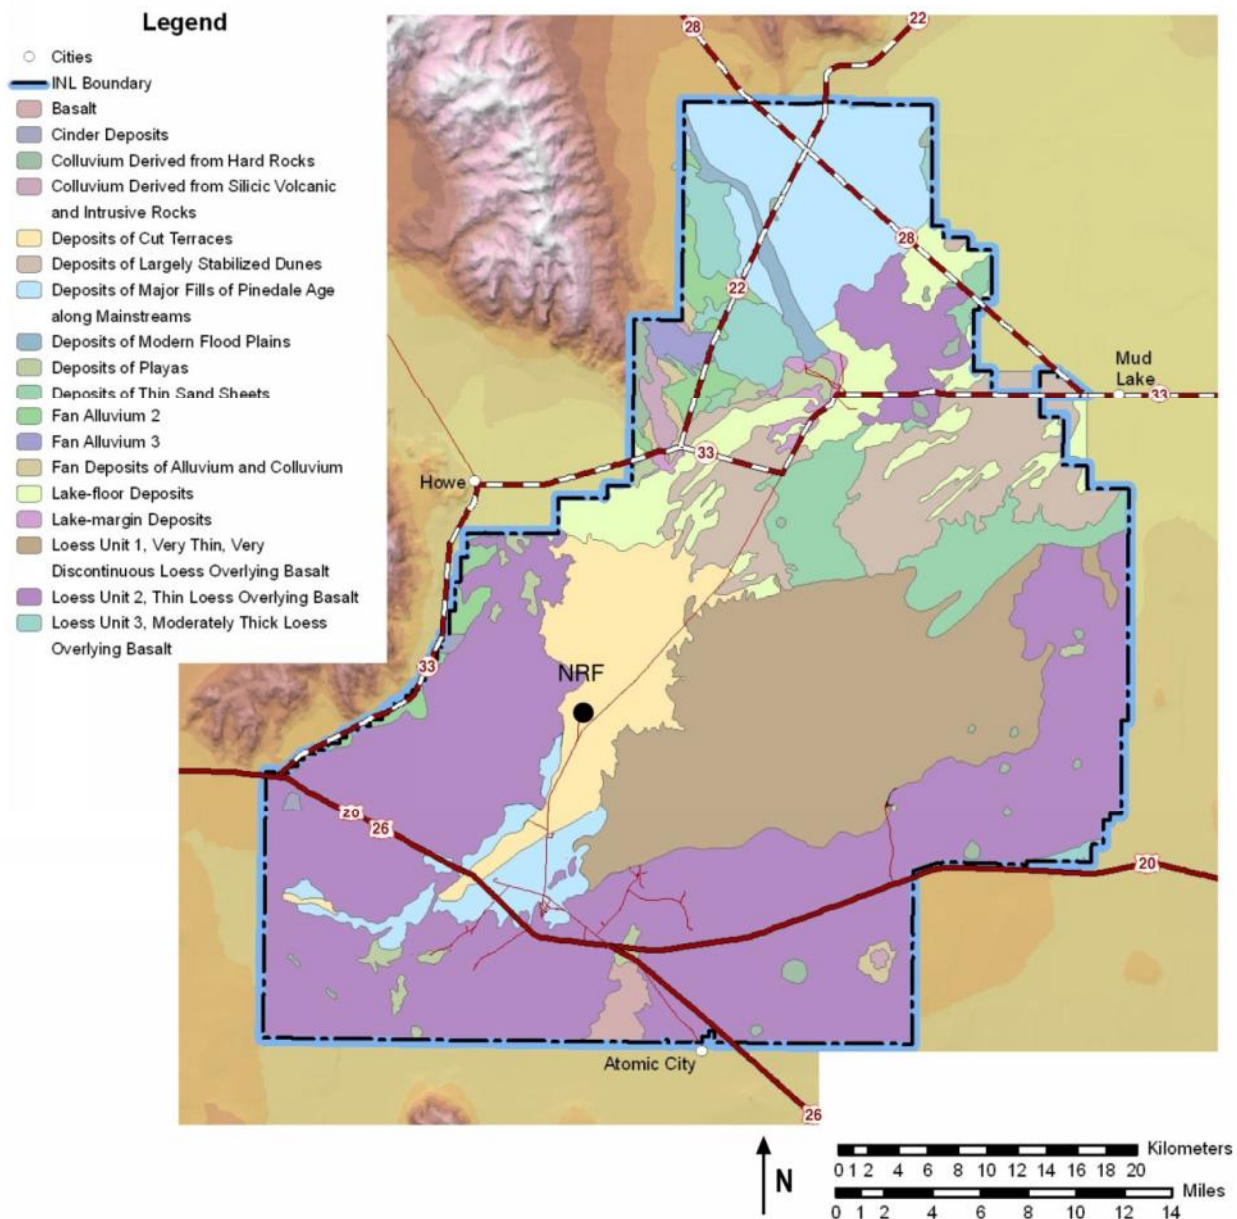 Legend
Cities
INL Boundary
Basalt
Cinder Deposits
Colluvium Derived from Hard Rocks
Colluvium Derived from Silicic Volcanic
and Intrusive Rocks
Deposits of Cut Terraces
Deposits of Largely Stabilized Dunes
Deposits of Major Fills of Pinedale Age
along Mainstreams
Deposits of Modern Flood Plains
Deposits of Playas
Deposits of Thin Sand Sheets
Fan Alluvium 2
Fan Alluvium 3
Fan Deposits of Alluvium and Colluvium
Lake-floor Deposits
Lake-margin Deposits
Loess Unit 1, Very Thin, Very
Discontinuous Loess Overlying Basalt
Loess Unit 2, Thin Loess Overlying Basalt
Loess Unit 3, Moderately Thick Loess
Overlying Basalt
28
22
28
22
Mud
Lake
33
33
Howe
33
NRF
20
26
20
Atomic City
26
N
Kilometers
0 1 2 4 6 8 10 12 14 16 18 20
Miles
0 1 2 4 6 8 10 12 14